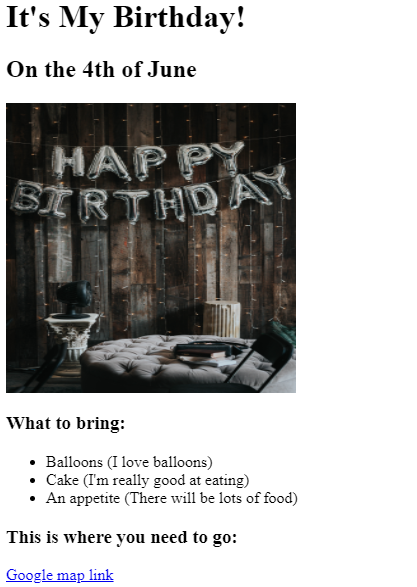 It's My Birthday!
On the 4th of June
HAPPY
BIRTHDAY
What to bring:
Balloons (I love balloons)
Cake (I'm really good at eating)
An appetite (There will be lots of food)
This is where you need to go:
Google map link